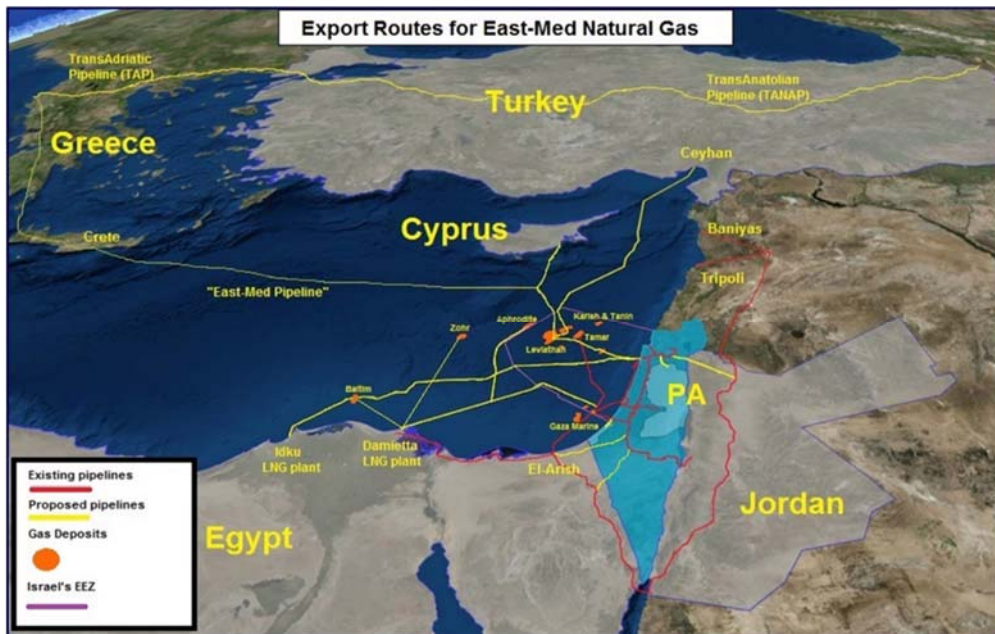 Export Routes for East-Med Natural Gas
TransAdriatic
Pipeline (TAP)
TransAnatolian
Pipeline (TANAP)
Turkey
Greece
Ceyhan
Cyprus
Baniyas
Crete
Tripoli
"East-Med Pipeline"
Karish & Tanin
Aphrodite
Zohr
Tamar
Leviathan
PA
Baltim
Gaza Marine
Idku
LNG plant
Damietta
LNG plant
El-Arish
Jordan
Egypt
Existing pipelines
Proposed pipelines
Gas Deposits
Israel's EEZ